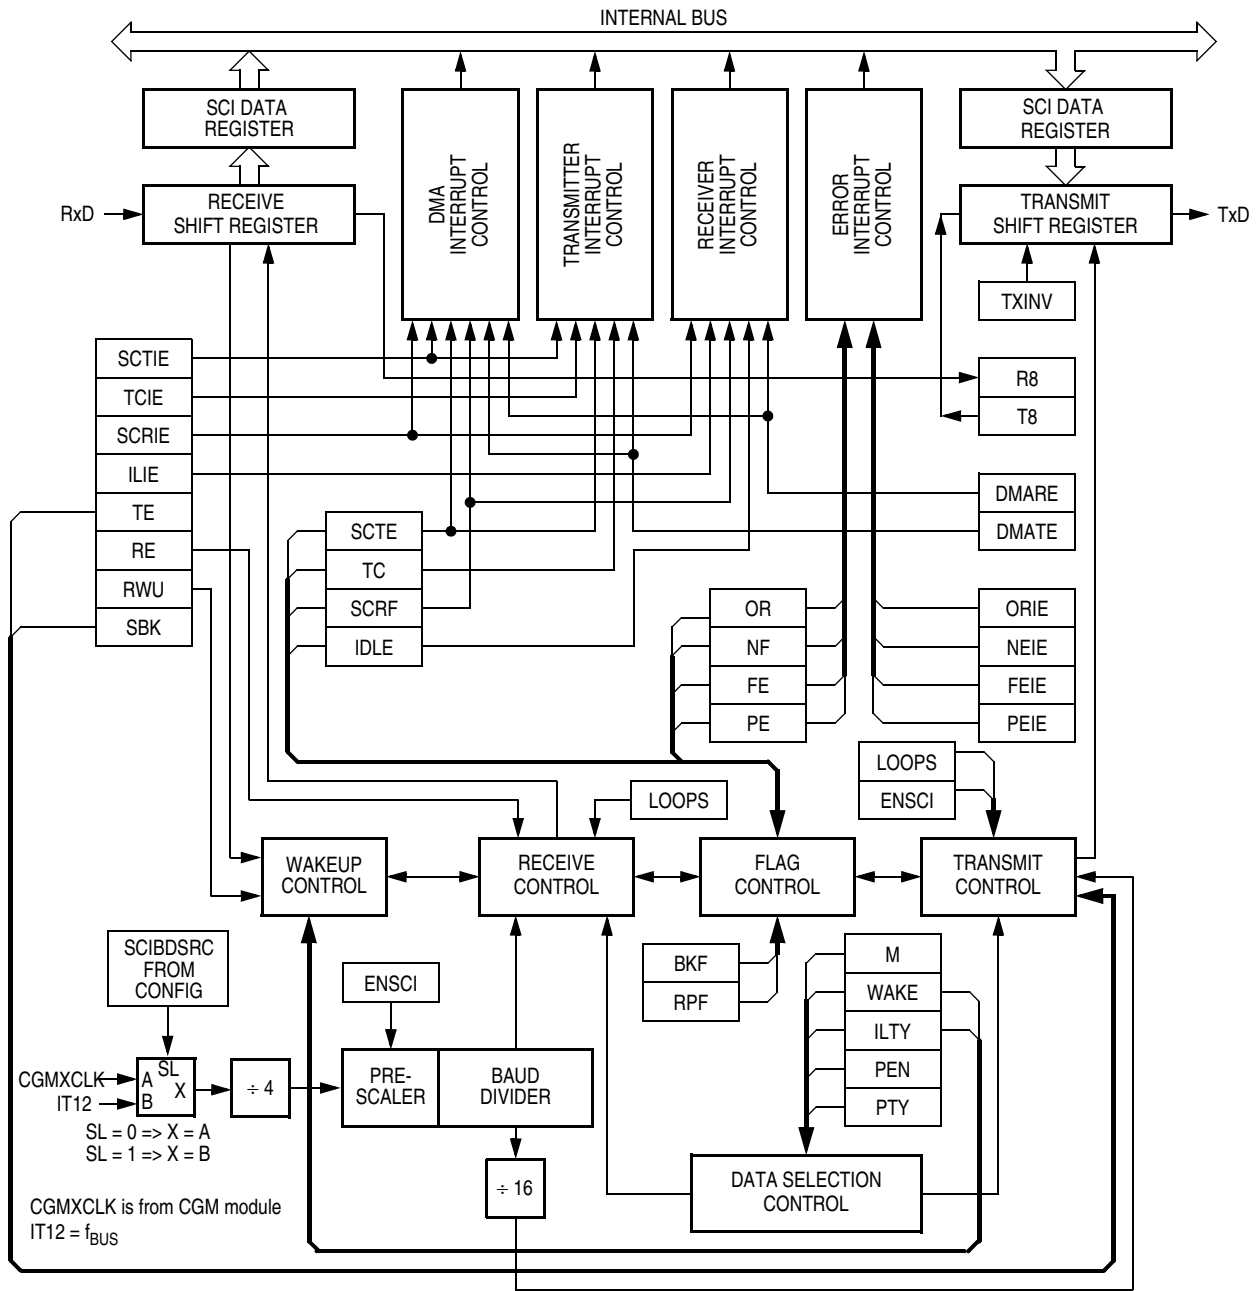 INTERNAL BUS
SCI DATA
REGISTER
DMA
INTERRUPT
CONTROL
TRANSMITTER
INTERRUPT
CONTROL
RECEIVER
INTERRUPT
CONTROL
ERROR
INTERRUPT
CONTROL
SCI DATA
REGISTER
RxD
RECEIVE
SHIFT REGISTER
TRANSMIT
SHIFT REGISTER
TxD
TXINV
SCTIE
TCIE
SCRIE
ILIE
TE
RE
RWU
SBK
R8
T8
DMARE
DMATE
SCTE
TC
SCRF
IDLE
OR
NF
FE
PE
ORIE
NEIE
FEIE
PEIE
LOOPS
ENSCI
LOOPS
WAKEUP
CONTROL
RECEIVE
CONTROL
FLAG
CONTROL
TRANSMIT
CONTROL
SCIBDSRC
FROM
CONFIG
ENSCI
BKF
RPF
M
WAKE
ILTY
PEN
PTY
CGMXCLK
IT12
SL
A
X
B
÷ 4
PRE-
SCALER
BAUD
DIVIDER
SL = 0 => X = A
SL = 1 => X = B
÷ 16
DATA SELECTION
CONTROL
CGMXCLK is from CGM module
IT12 = fBUS